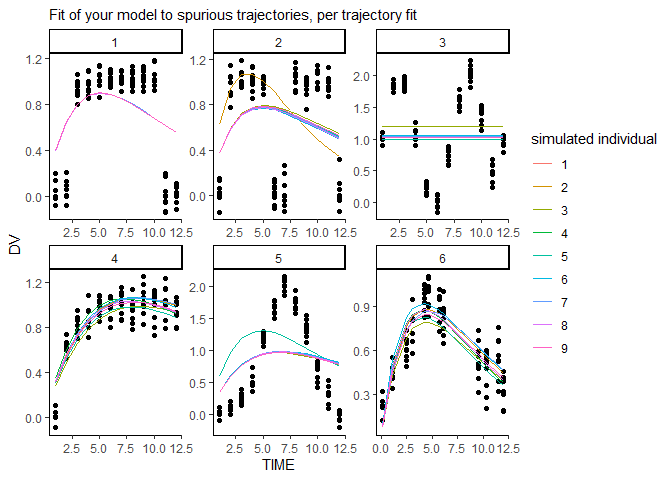 Fit of your model to spurious trajectories, per trajectory fit
1 2 3
1.2 0.8 0.4 0.0
1.2 0.8 0.4 0.0
2.0 1.5 1.0 0.5 0.0
2.5 5.0 7.5 10.0 12.5
2.5 5.0 7.5 10.0 12.5
2.5 5.0 7.5 10.0 12.5
4 5 6
1.2 0.8 0.4 0.0
2.0 1.5 1.0 0.5 0.0
0.9 0.6 0.3
2.5 5.0 7.5 10.0 12.5
2.5 5.0 7.5 10.0 12.5
0.0 2.5 5.0 7.5 10.0 12.5
DV
TIME
simulated individual
1
2
3
4
5
6
7
8
9